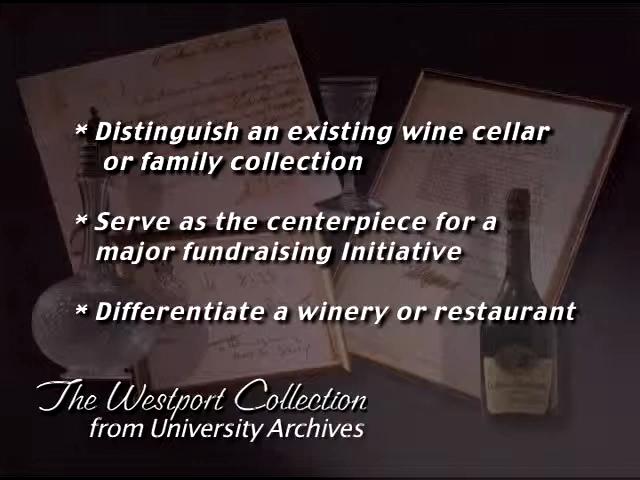 * Distinguish an existing wine cellar
or family collection
* Serve as the centerpiece for a
major fundraising Initiative
* Differentiate a winery or restaurant
The Westport Collection
from University Archives